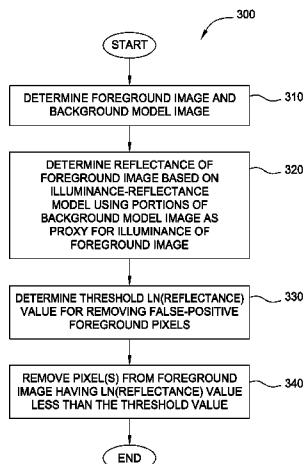 300
START
DETERMINE FOREGROUND IMAGE AND
BACKGROUND MODEL IMAGE
310
DETERMINE REFLECTANCE OF
FOREGROUND IMAGE BASED ON
ILLUMINANCE-REFLECTANCE
MODEL USING PORTIONS OF
BACKGROUND MODEL IMAGE AS
PROXY FOR ILLUMINANCE OF
FOREGROUND IMAGE
320
DETERMINE THRESHOLD LN(REFLECTANCE)
VALUE FOR REMOVING FALSE-POSITIVE
FOREGROUND PIXELS
330
REMOVE PIXEL(S) FROM FOREGROUND
IMAGE HAVING LN(REFLECTANCE) VALUE
LESS THAN THE THRESHOLD VALUE
340
END